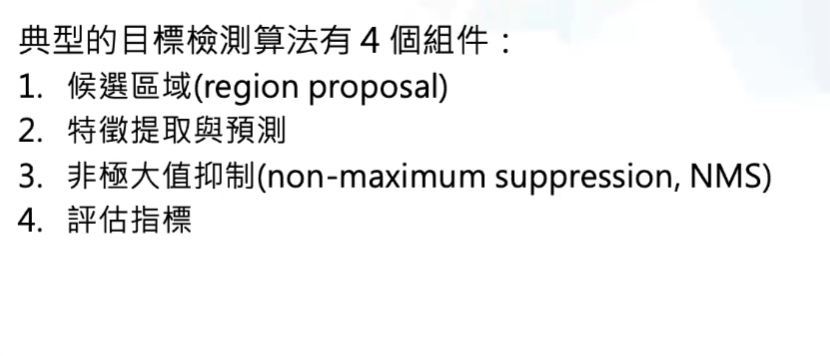 典型的目標檢測算法有 4 個組件：
1. 候選區域(region proposal)
2. 特徵提取與預測
3. 非極大值抑制(non-maximum suppression, NMS)
4. 評估指標